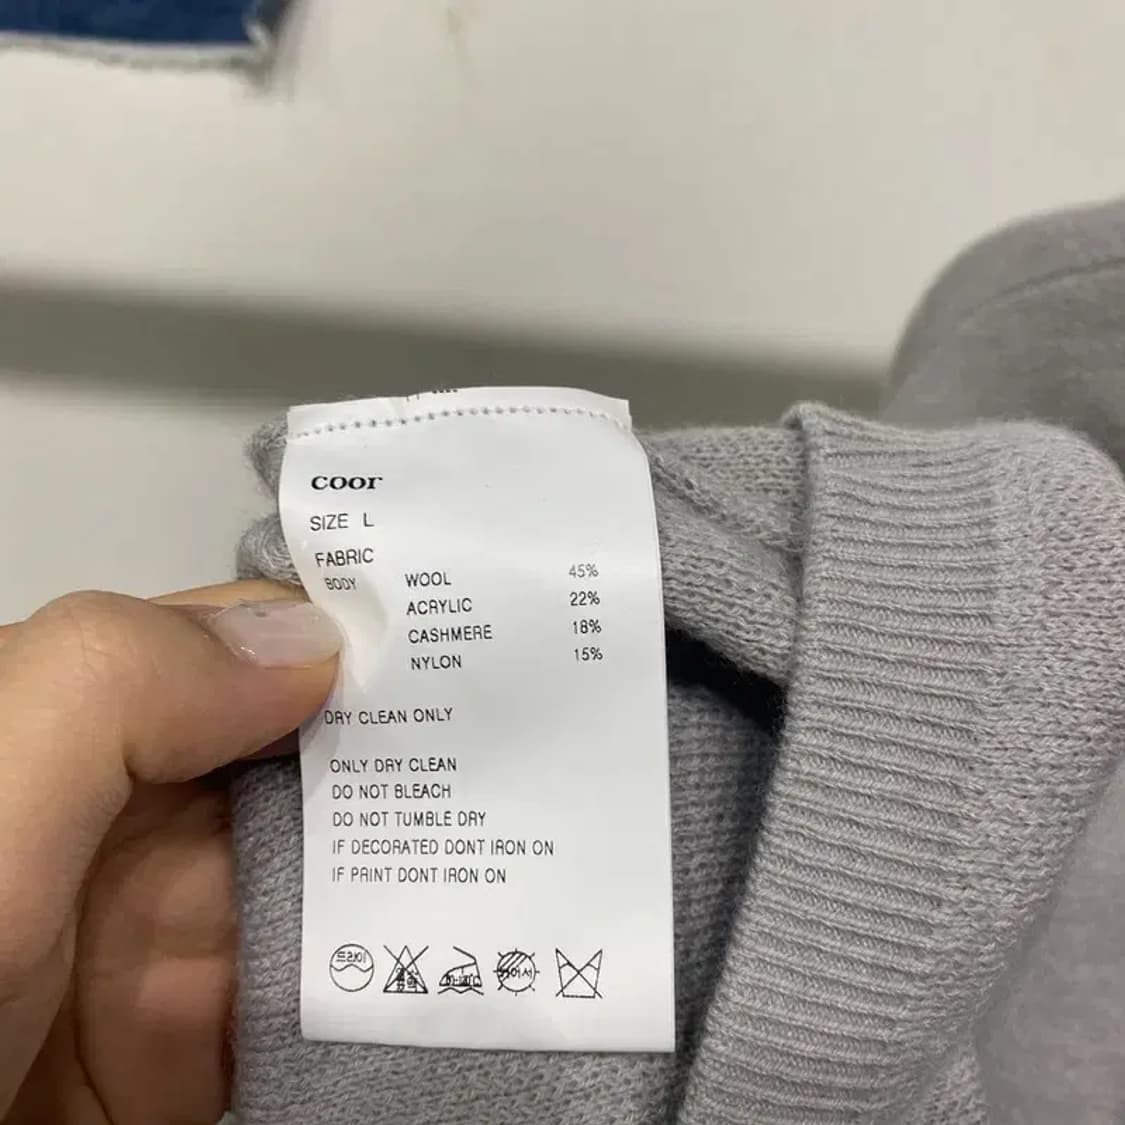 coor
SIZE L
FABRIC
BODY WOOL 45%
ACRYLIC 22%
CASHMERE 18%
NYLON 15%
DRY CLEAN ONLY
ONLY DRY CLEAN
DO NOT BLEACH
DO NOT TUMBLE DRY
IF DECORATED DONT IRON ON
IF PRINT DONT IRON ON
드라이